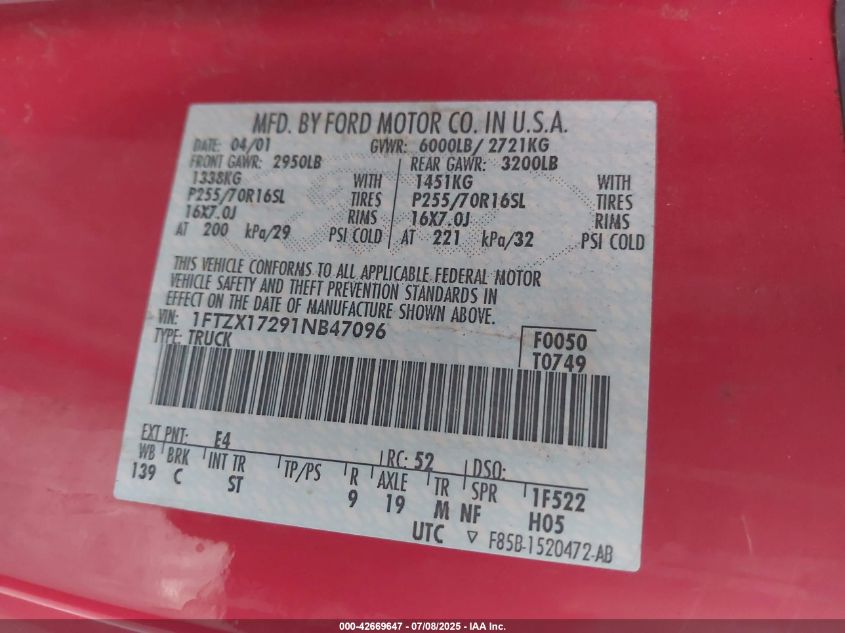 MFD. BY FORD MOTOR CO. IN U.S.A.
DATE: 04/01 GVWR: 6000LB/ 2721KG
FRONT GAWR: 2950LB REAR GAWR: 3200LB
1338KG WITH 1451KG WITH
P255/70R16SL TIRES P255/70R16SL TIRES
16X7.0J RIMS 16X7.0J RIMS
AT 200 kPa/29 PSI COLD AT 221 kPa/32 PSI COLD
THIS VEHICLE CONFORMS TO ALL APPLICABLE FEDERAL MOTOR
VEHICLE SAFETY AND THEFT PREVENTION STANDARDS IN
EFFECT ON THE DATE OF MANUFACTURE SHOWN ABOVE.
VIN: 1FTZX17291NB47096 F0050
TYPE: TRUCK T0749
EXT PNT: E4 RC: 52 DSO:
WB BRK INT TR TP/PS R AXLE TR SPR 1F522
139 C ST 9 19 M NF H05
UTC ▽ F85B-1520472-AB
000-42669647 - 07/08/2025 - IAA Inc.